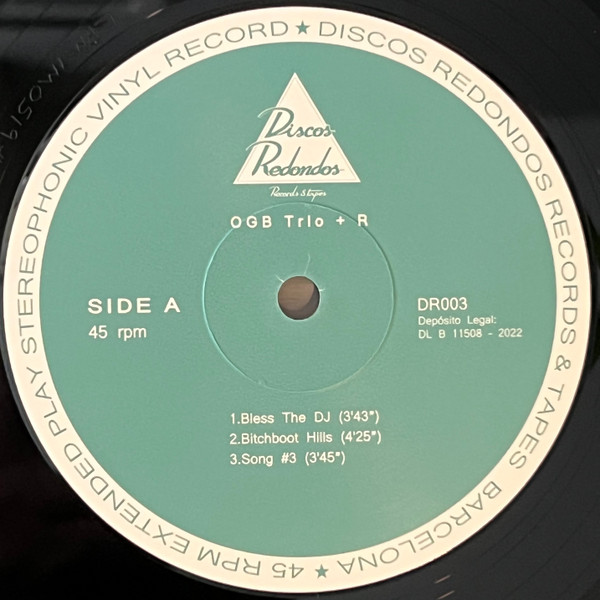 STEREOPHONIC VINYL RECORD ★ DISCOS REDONDOS RECORDS & TAPES BARCELONA ★ 45 RPM EXTENDED PLAY
Discos
Redondos
Records & tapes
OGB Trio + R
SIDE A
45 rpm
DR003
Depósito Legal:
DL B 11508 - 2022
1.Bless The DJ (3'43")
2.Bitchboot Hills (4'25")
3.Song #3 (3'45")